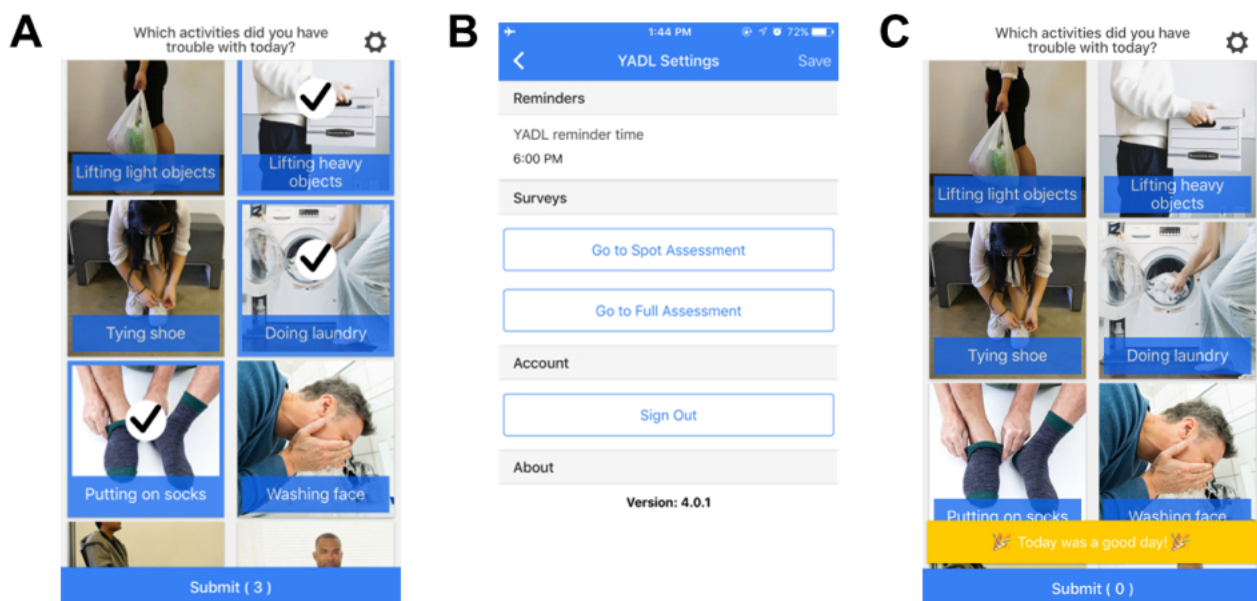 A
Which activities did you have
trouble with today?
Lifting light objects
Lifting heavy
objects
Tying shoe
Doing laundry
Putting on socks
Washing face
Submit ( 3 )
B
1:44 PM
72%
YADL Settings
Save
Reminders
YADL reminder time
6:00 PM
Surveys
Go to Spot Assessment
Go to Full Assessment
Account
Sign Out
About
Version: 4.0.1
C
Which activities did you have
trouble with today?
Lifting light objects
Lifting heavy
objects
Tying shoe
Doing laundry
Putting on socks
Washing face
🎉 Today was a good day! 🎉
Submit ( 0 )